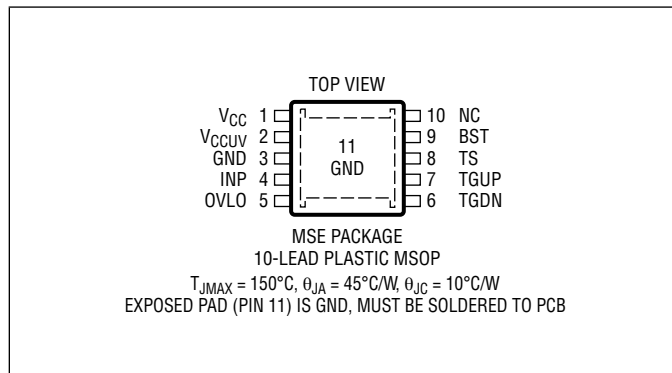 TOP VIEW
VCC 1
VCCUV 2
GND 3
INP 4
OVLO 5
11
GND
10 NC
9 BST
8 TS
7 TGUP
6 TGDN
MSE PACKAGE
10-LEAD PLASTIC MSOP
TJMAX = 150°C, θJA = 45°C/W, θJC = 10°C/W
EXPOSED PAD (PIN 11) IS GND, MUST BE SOLDERED TO PCB